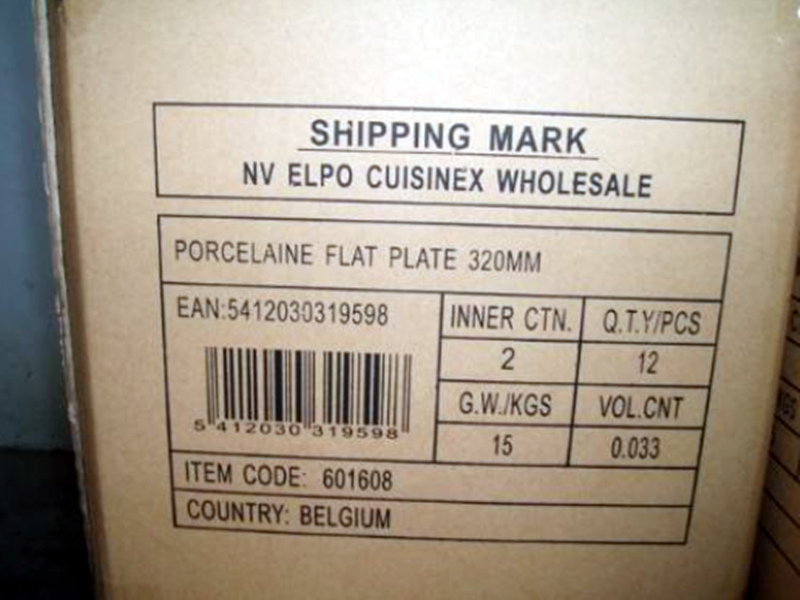 SHIPPING MARK
NV ELPO CUISINEX WHOLESALE
PORCELAINE FLAT PLATE 320MM
EAN:5412030319598
INNER CTN. Q.T.Y/PCS
2 12
G.W./KGS VOL.CNT
15 0.033
5 412030 319598
ITEM CODE: 601608
COUNTRY: BELGIUM